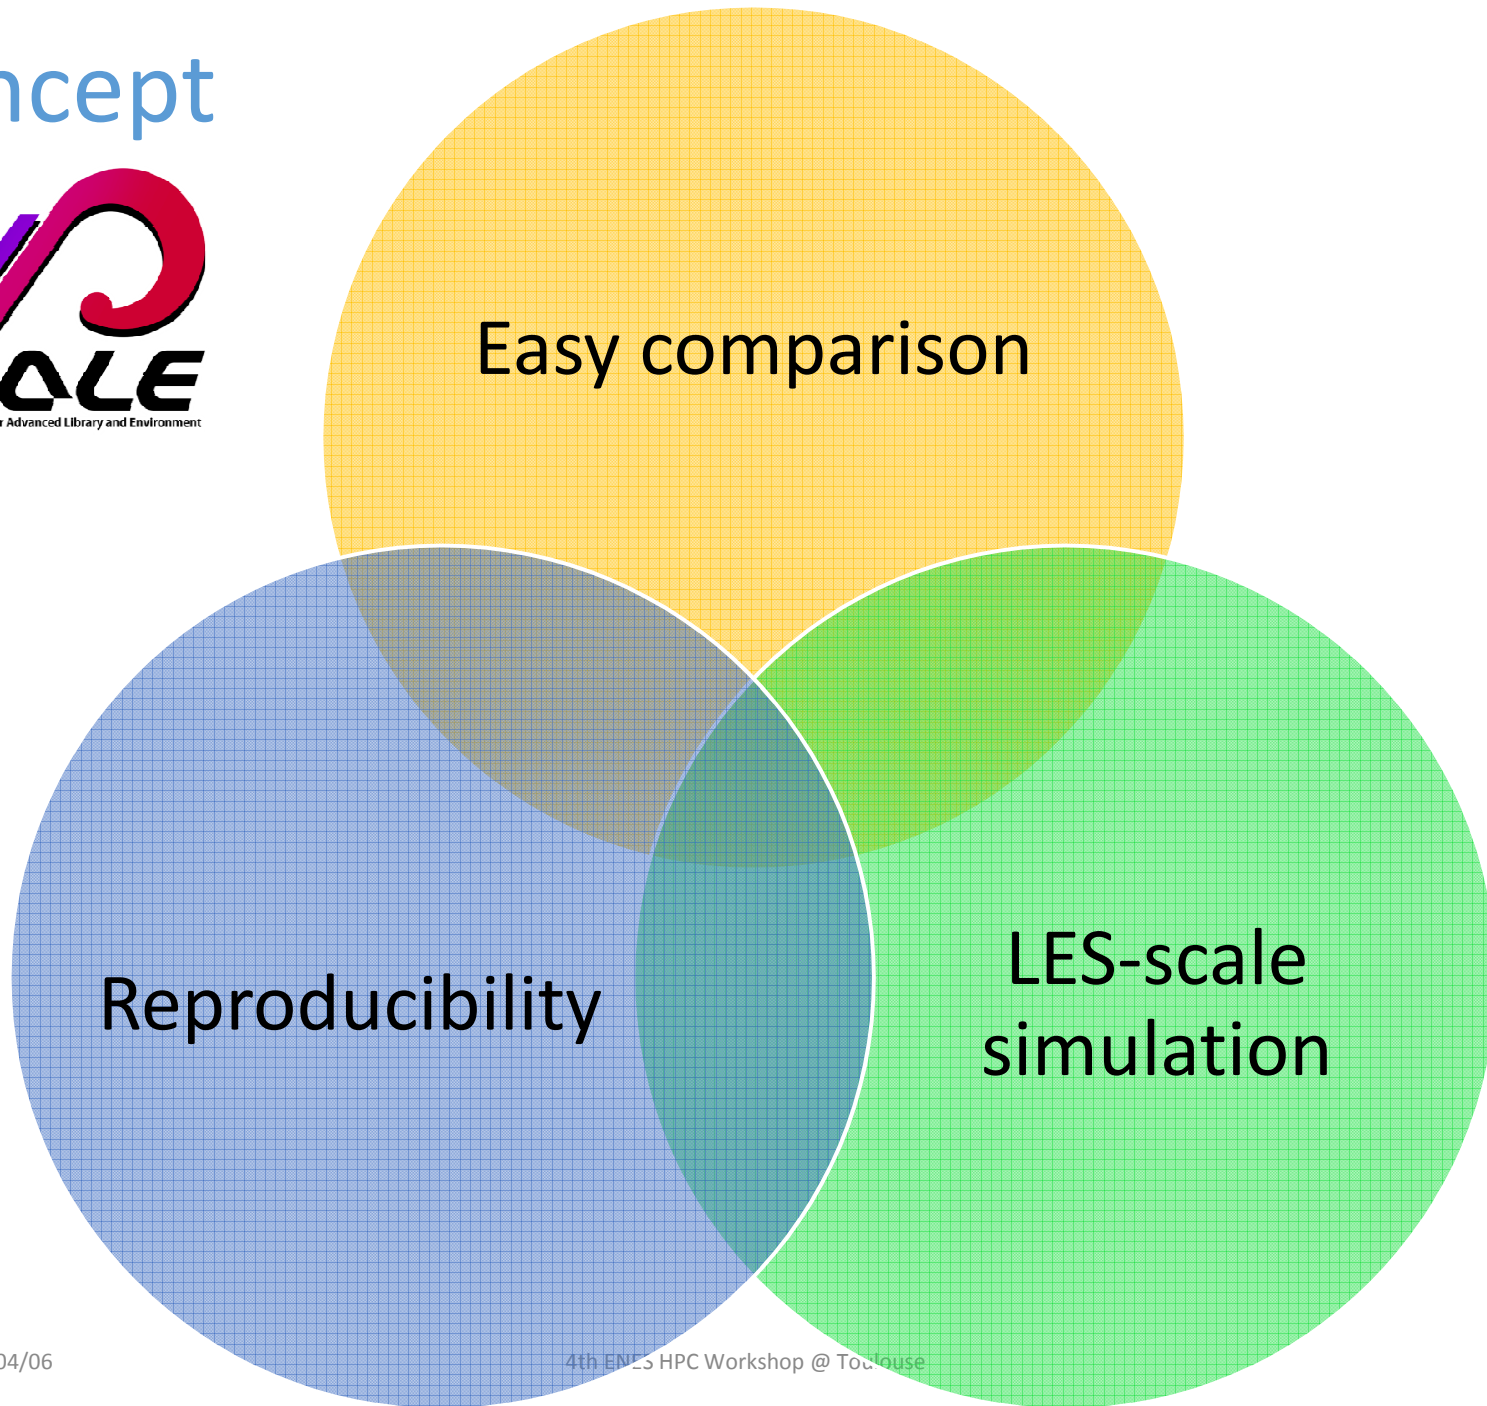 ncept
ALE
r Advanced Library and Environment
Easy comparison
Reproducibility
LES-scale
simulation
04/06
4th ENES HPC Workshop @ Toulouse